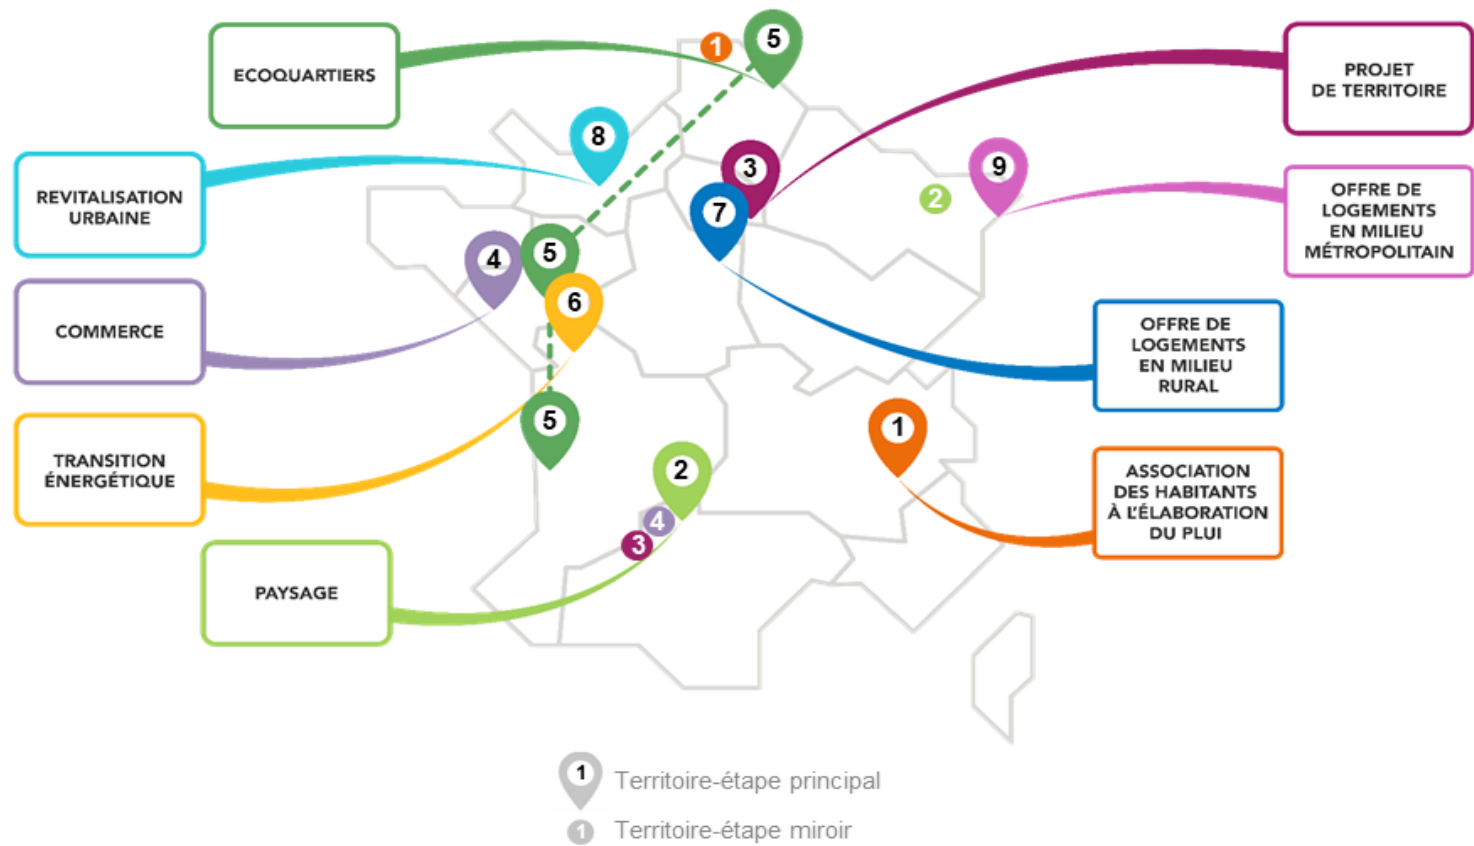 ECOQUARTIERS
REVITALISATION
URBAINE
COMMERCE
TRANSITION
ÉNERGÉTIQUE
PAYSAGE
1
5
8
3
7
2
9
4
5
6
5
1
2
4
3
PROJET
DE TERRITOIRE
OFFRE DE
LOGEMENTS
EN MILIEU
MÉTROPOLITAIN
OFFRE DE
LOGEMENTS
EN MILIEU
RURAL
ASSOCIATION
DES HABITANTS
À L'ÉLABORATION
DU PLUI
1 Territoire-étape principal
1 Territoire-étape miroir